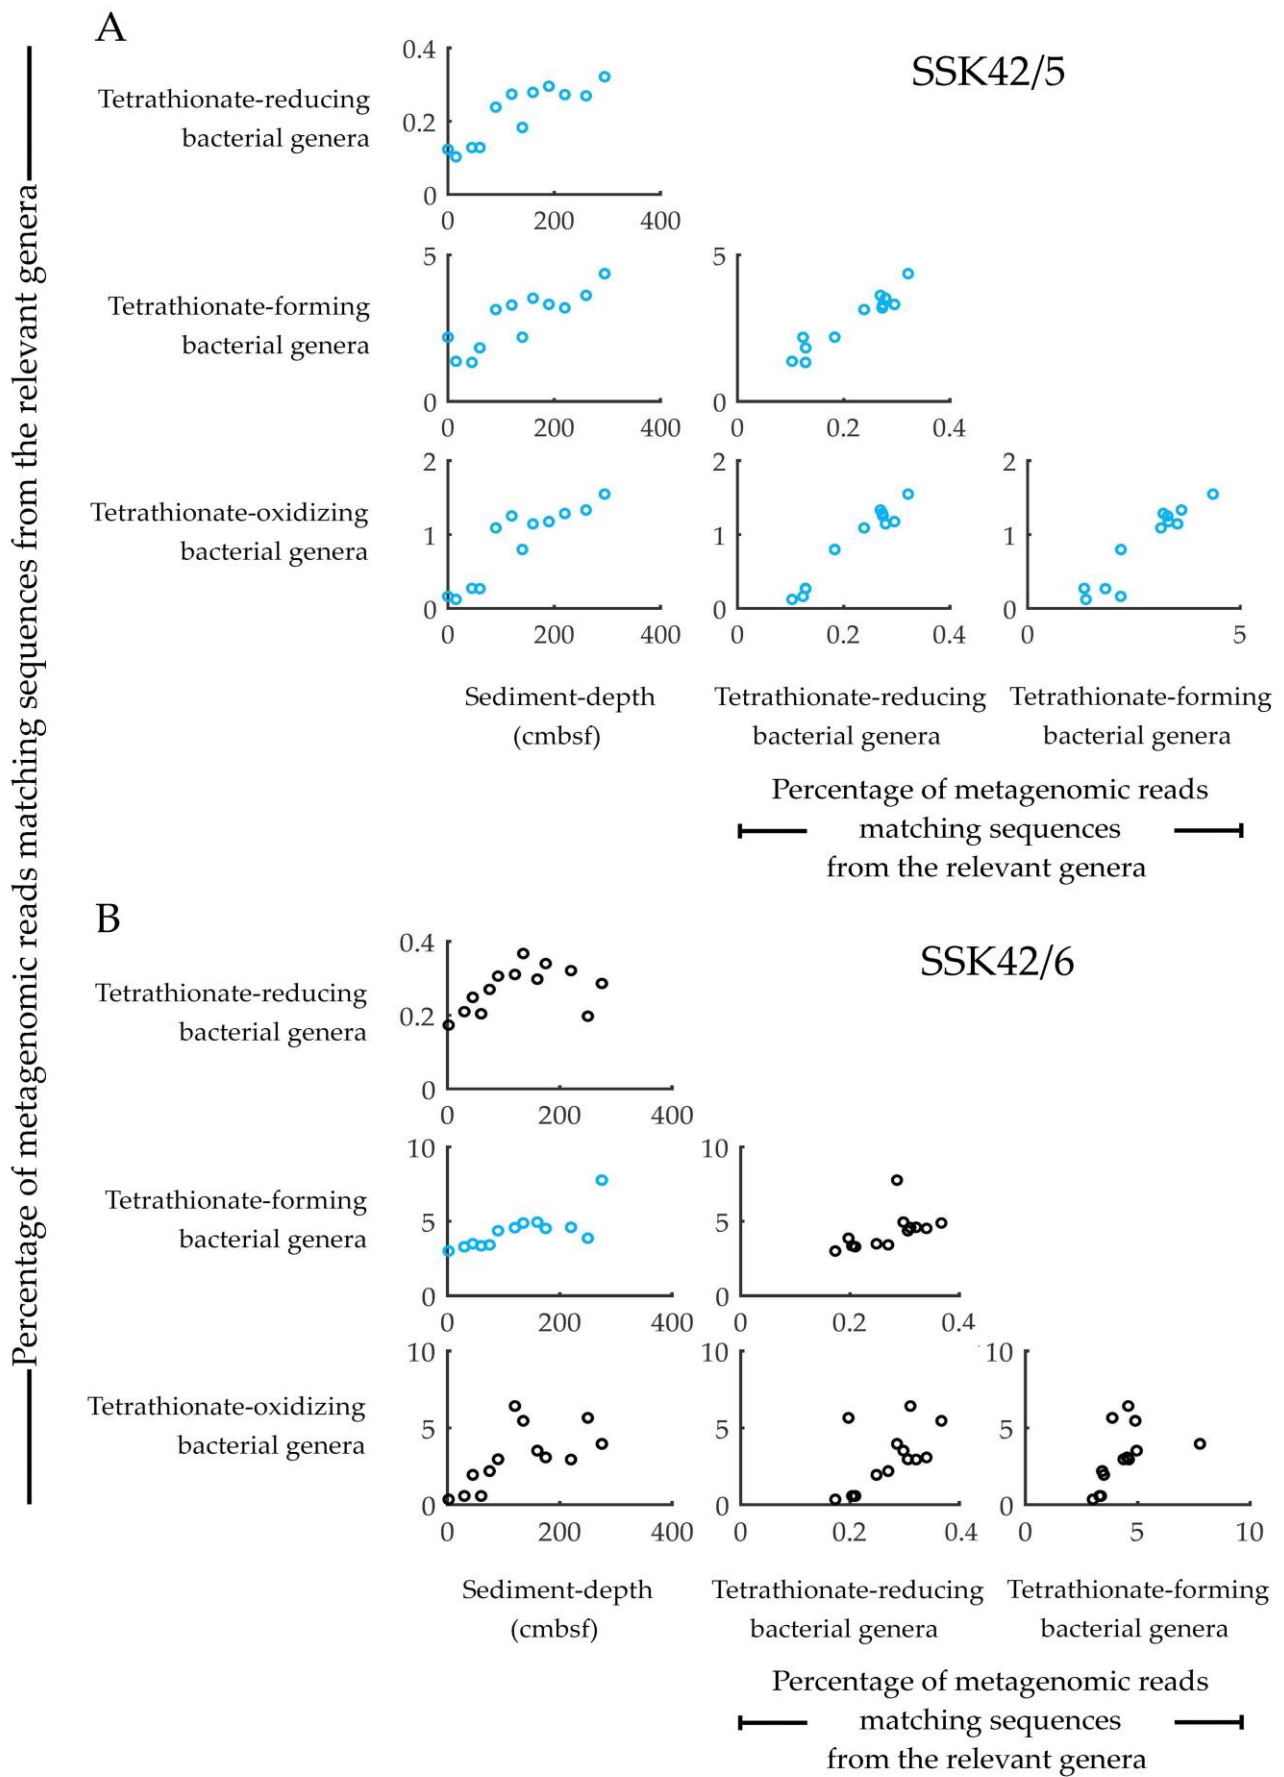 Percentage of metagenomic reads matching sequences from the relevant genera
A
SSK42/5
Tetrathionate-reducing
bacterial genera
0.4
0.2
0
0 200 400
Tetrathionate-forming
bacterial genera
5
0
0 200 400
5
0
0 0.2 0.4
Tetrathionate-oxidizing
bacterial genera
2
1
0
0 200 400
2
1
0
0 0.2 0.4
2
1
0
0 5
Sediment-depth
(cmbsf)
Tetrathionate-reducing
bacterial genera
Tetrathionate-forming
bacterial genera
Percentage of metagenomic reads
matching sequences
from the relevant genera
B
SSK42/6
Tetrathionate-reducing
bacterial genera
0.4
0.2
0
0 200 400
Tetrathionate-forming
bacterial genera
10
5
0
0 200 400
10
5
0
0 0.2 0.4
Tetrathionate-oxidizing
bacterial genera
10
5
0
0 200 400
10
5
0
0 0.2 0.4
10
5
0
0 5 10
Sediment-depth
(cmbsf)
Tetrathionate-reducing
bacterial genera
Tetrathionate-forming
bacterial genera
Percentage of metagenomic reads
matching sequences
from the relevant genera